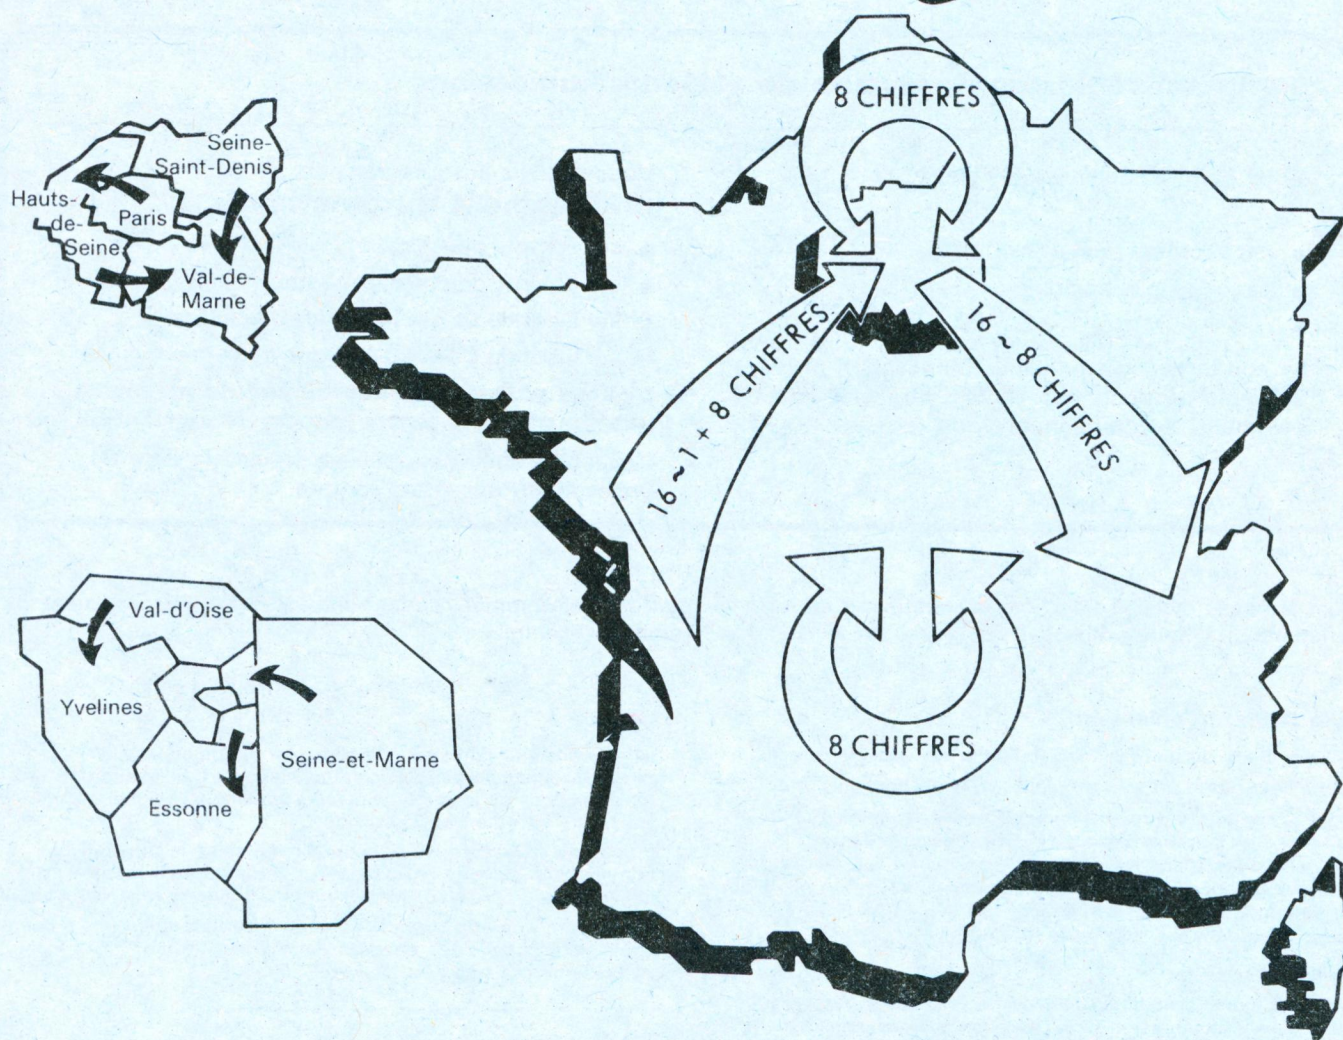 8 CHIFFRES
Seine-
Saint-Denis
Hauts-
de-
Seine
Paris
Val-de-
Marne
16 ~ 1 + 8 CHIFFRES
16 ~ 8 CHIFFRES
8 CHIFFRES
Val-d'Oise
Yvelines
Seine-et-Marne
Essonne